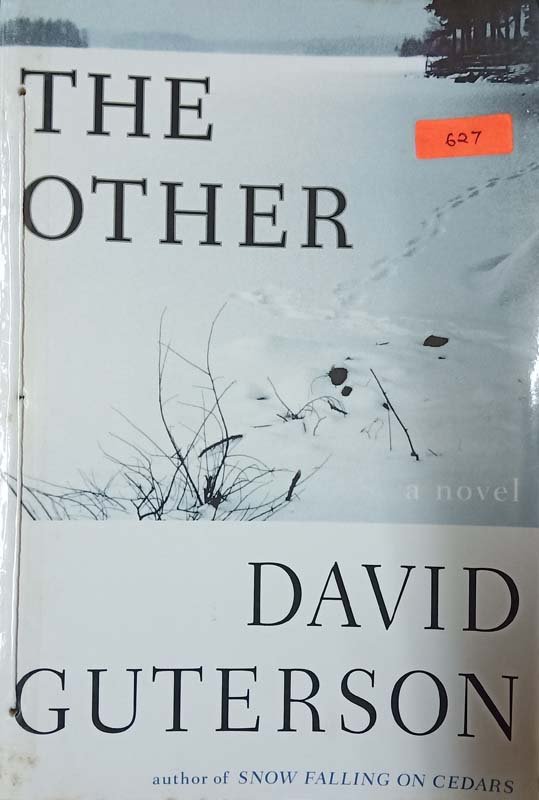 THE
627
OTHER
a novel
DAVID
GUTERSON
author of SNOW FALLING ON CEDARS